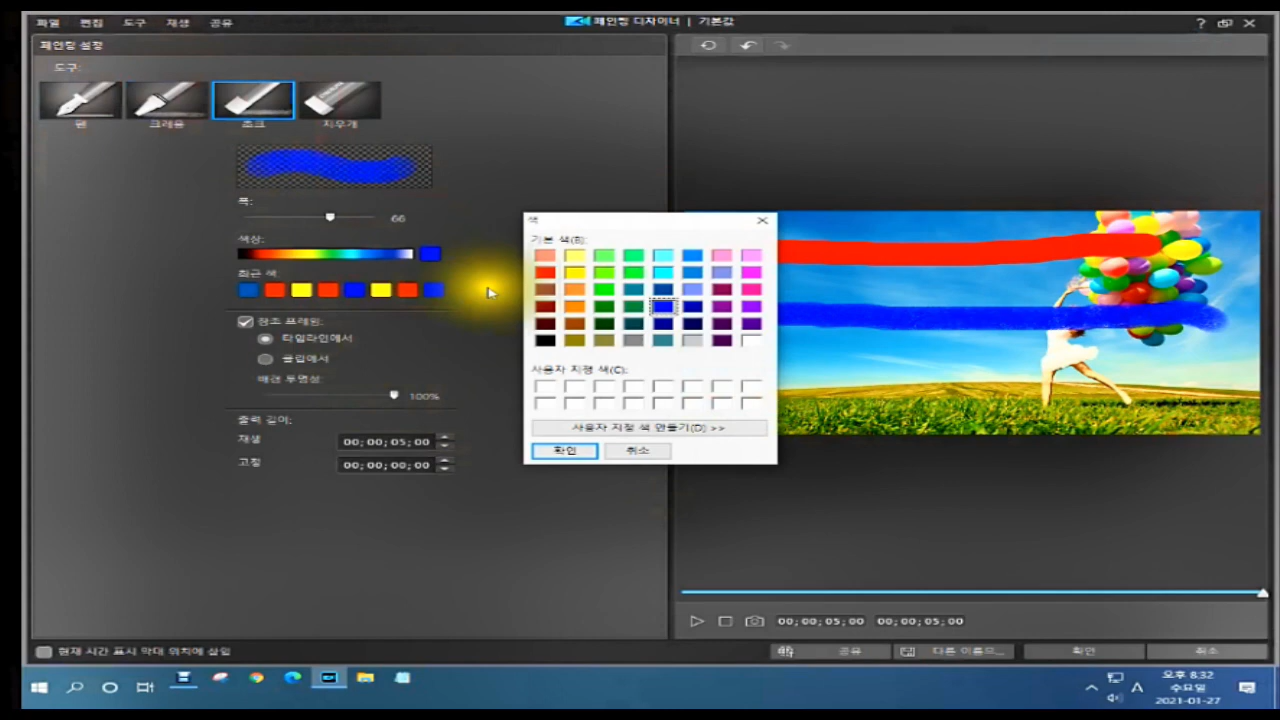 파일 편집 도구 재생 공유
페인팅 디자이너 | 기본값
페인팅 설정
도구:
펜 크레용 초크 지우개
폭:
66
색상:
최근 색
참조 프레임:
타임라인에서
클립에서
배경 투명성:
100%
출력 길이:
재생 00;00;05;00
고정 00;00;00;00
현재 시간 표시 막대 위치에 삽입
색
기본 색(B):
사용자 지정 색(C):
사용자 지정 색 만들기(D) >>
확인 취소
00;00;05;00 00;00;05;00
공유 다른 이름으... 확인 취소
A
오후 8:32
수요일
2021-01-27